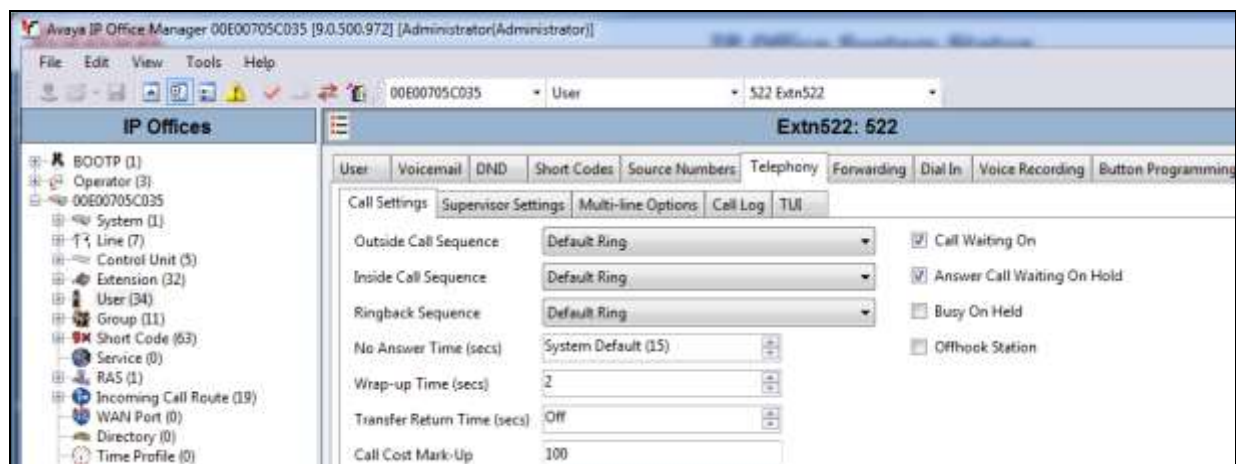 Avaya IP Office Manager 00E00705C035 [9.0.500.972] [Administrator(Administrator)]
File Edit View Tools Help
00E00705C035 User 522 Extn522
IP Offices
Extn522: 522
BOOTP (1)
Operator (3)
00E00705C035
System (1)
Line (7)
Control Unit (5)
Extension (32)
User (34)
Group (11)
Short Code (63)
Service (0)
RAS (1)
Incoming Call Route (19)
WAN Port (0)
Directory (0)
Time Profile (0)
User Voicemail DND Short Codes Source Numbers Telephony Forwarding Dial In Voice Recording Button Programming
Call Settings Supervisor Settings Multi-line Options Call Log TUI
Outside Call Sequence Default Ring Call Waiting On
Inside Call Sequence Default Ring Answer Call Waiting On Hold
Ringback Sequence Default Ring Busy On Held
No Answer Time (secs) System Default (15) Offhook Station
Wrap-up Time (secs) 2
Transfer Return Time (secs) Off
Call Cost Mark-Up 100